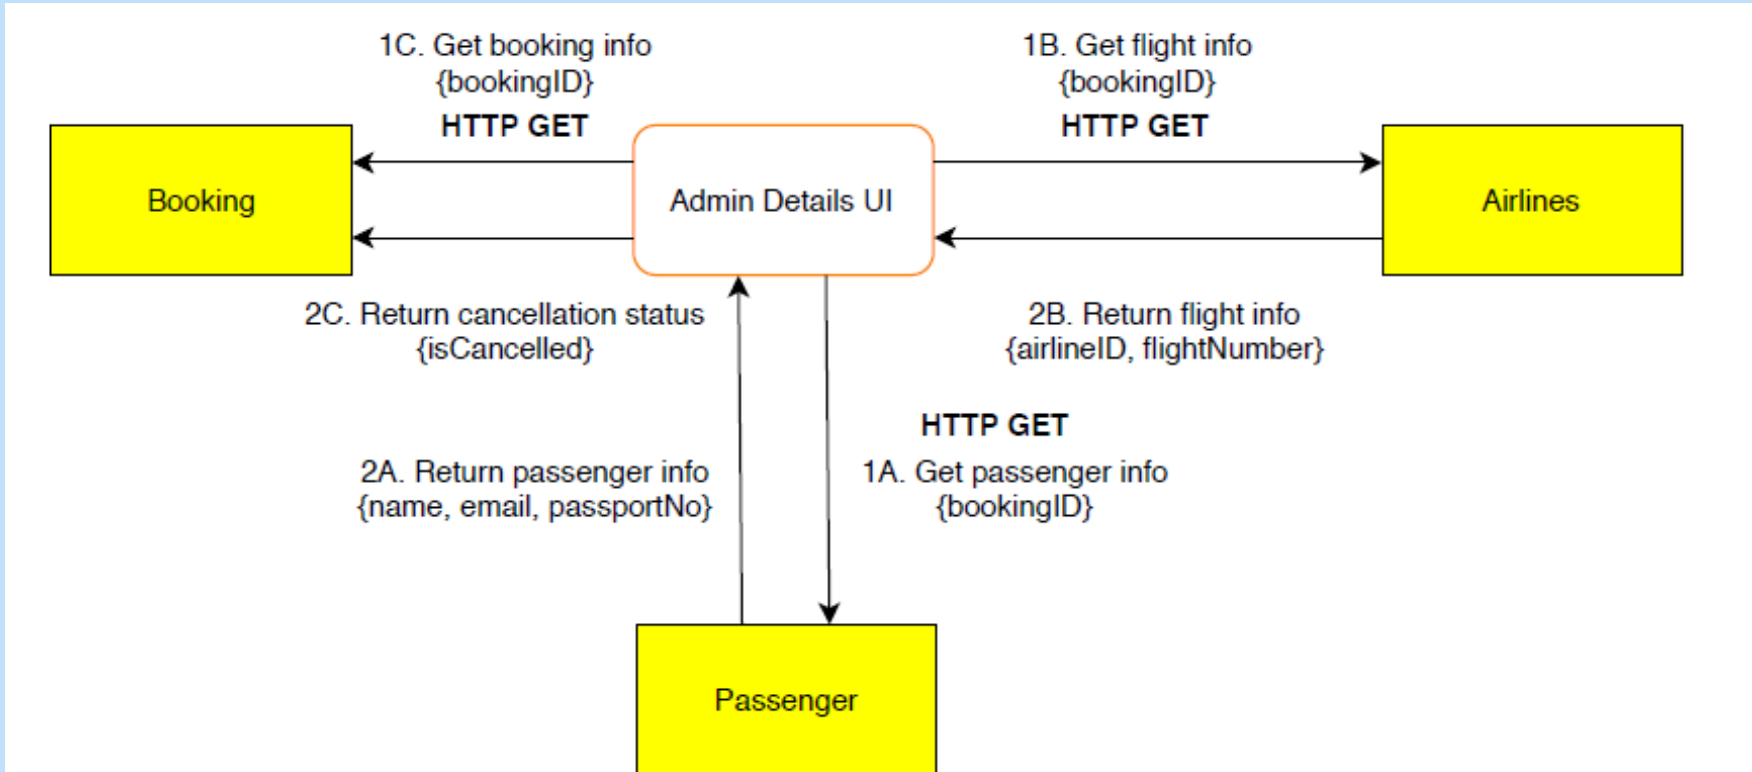 1C. Get booking info
{bookingID}
HTTP GET
1B. Get flight info
{bookingID}
HTTP GET
Booking
Admin Details UI
Airlines
2C. Return cancellation status
{isCancelled}
2B. Return flight info
{airlineID, flightNumber}
HTTP GET
2A. Return passenger info
{name, email, passportNo}
1A. Get passenger info
{bookingID}
Passenger